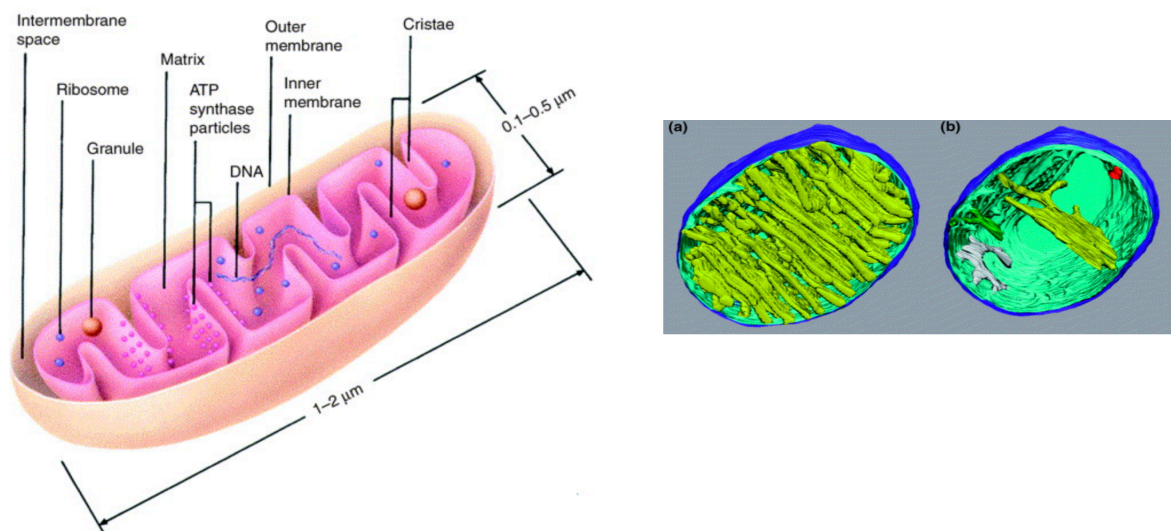 Intermembrane
space
Ribosome
Granule
Matrix
ATP
synthase
particles
DNA
Outer
membrane
Inner
membrane
Cristae
0.1–0.5 μm
1–2 μm
(a)
(b)